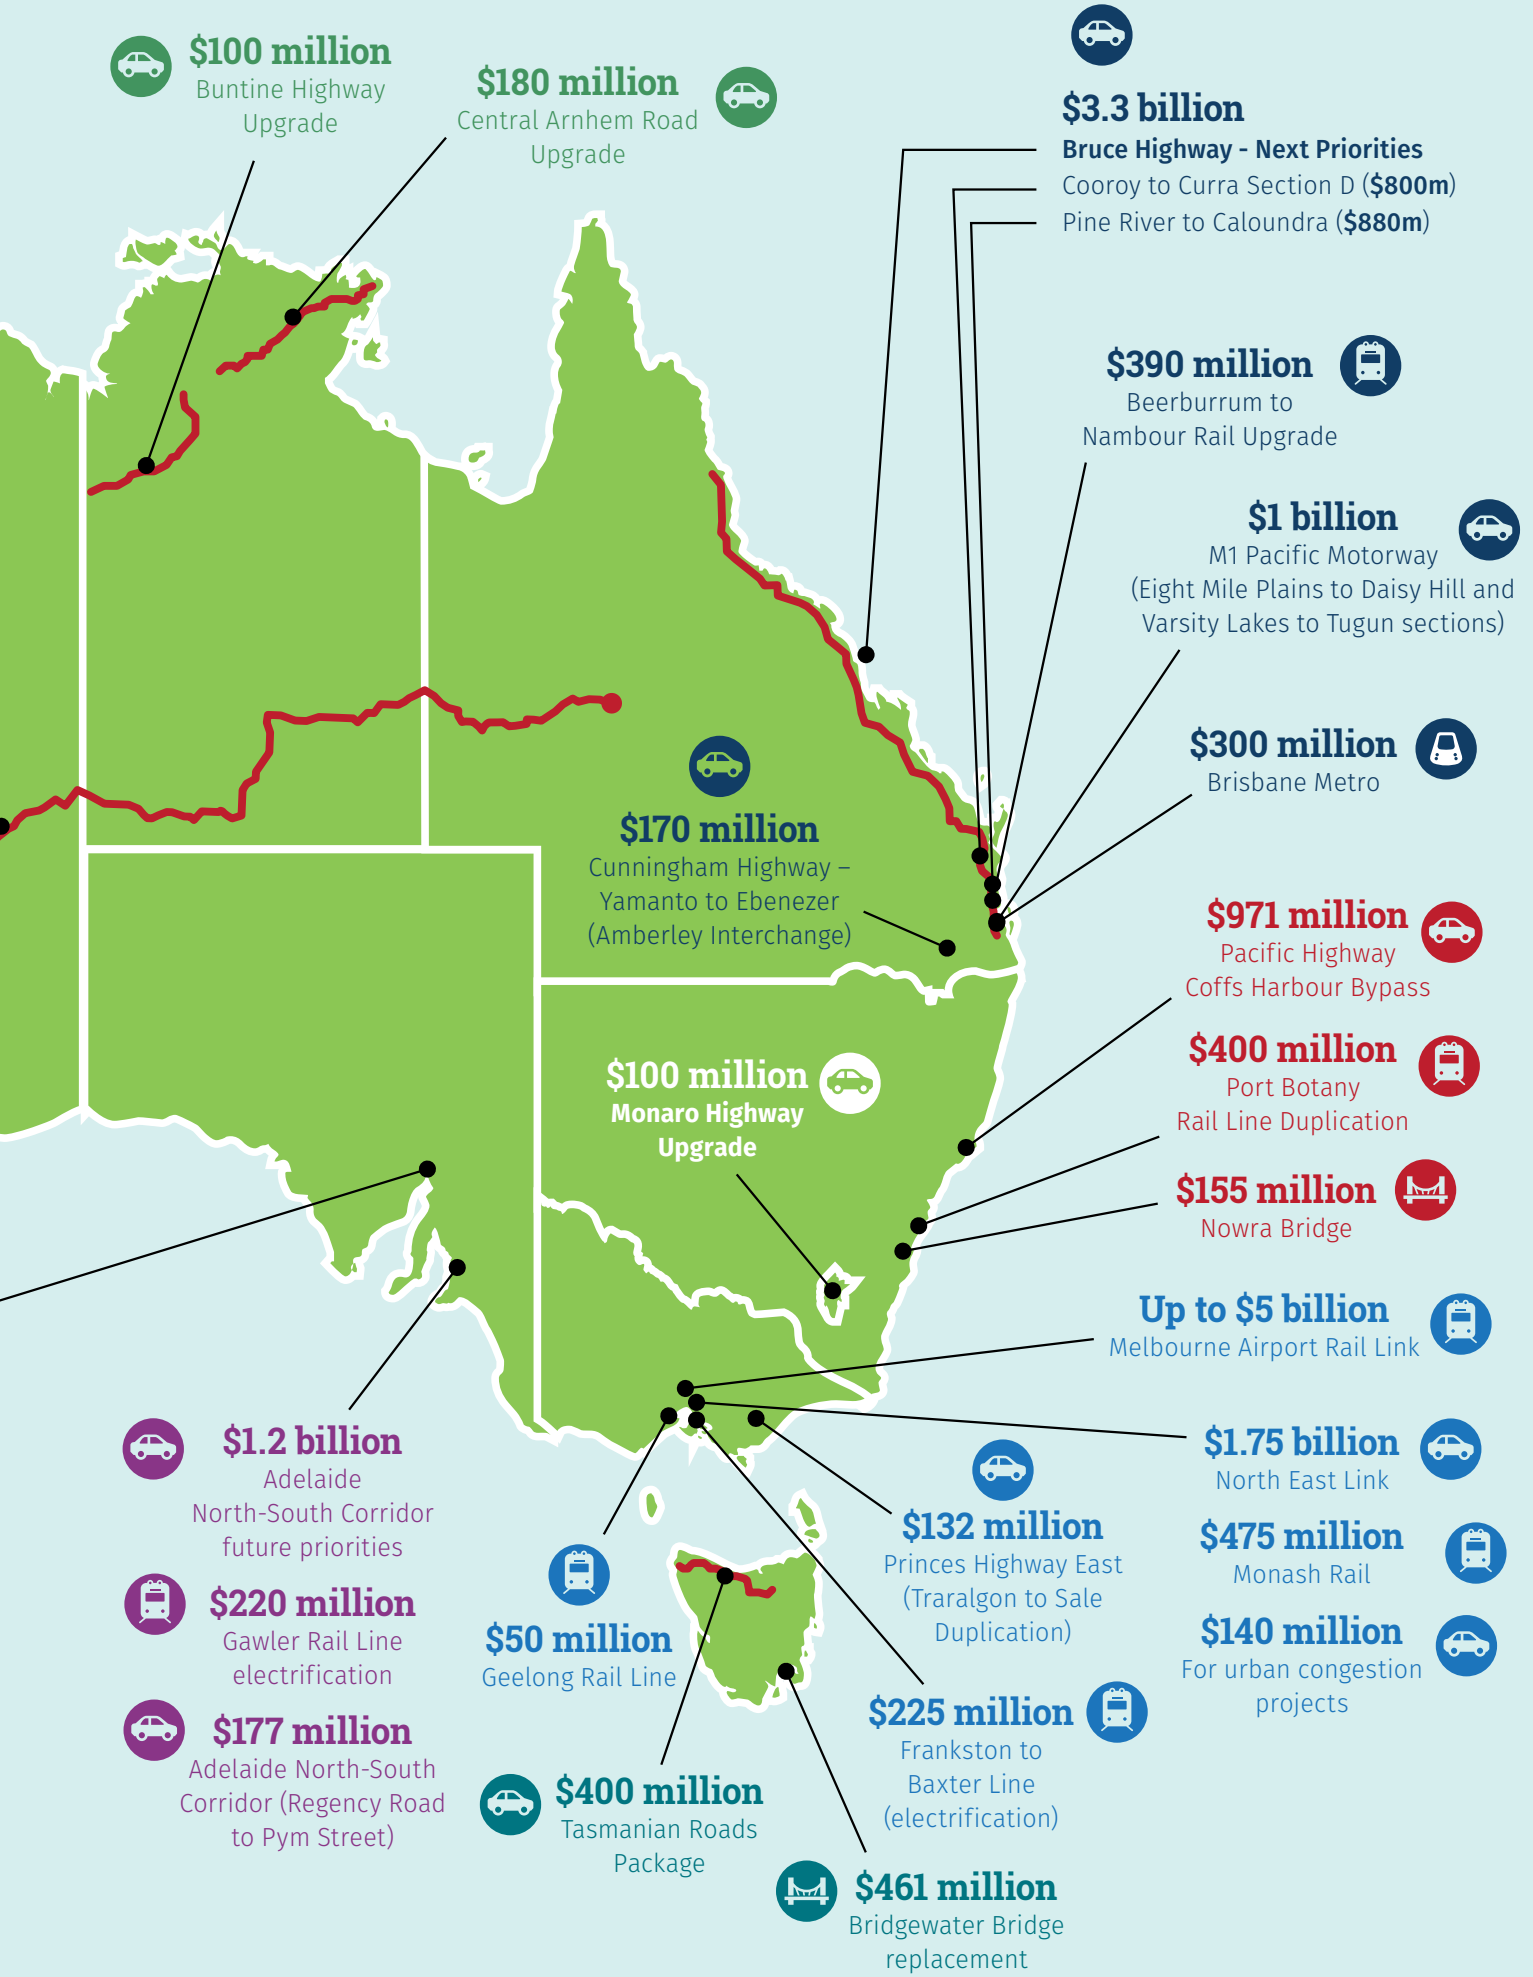 $100 million
Buntine Highway
Upgrade
$180 million
Central Arnhem Road
Upgrade
$3.3 billion
Bruce Highway - Next Priorities
Cooroy to Curra Section D ($800m)
Pine River to Caloundra ($880m)
$390 million
Beerburrum to
Nambour Rail Upgrade
$1 billion
M1 Pacific Motorway
(Eight Mile Plains to Daisy Hill and
Varsity Lakes to Tugun sections)
$300 million
Brisbane Metro
$170 million
Cunningham Highway –
Yamanto to Ebenezer
(Amberley Interchange)
$971 million
Pacific Highway
Coffs Harbour Bypass
$400 million
Port Botany
Rail Line Duplication
$100 million
Monaro Highway
Upgrade
$155 million
Nowra Bridge
Up to $5 billion
Melbourne Airport Rail Link
$1.75 billion
North East Link
$475 million
Monash Rail
$140 million
For urban congestion
projects
$132 million
Princes Highway East
(Traralgon to Sale
Duplication)
$225 million
Frankston to
Baxter Line
(electrification)
$50 million
Geelong Rail Line
$1.2 billion
Adelaide
North-South Corridor
future priorities
$220 million
Gawler Rail Line
electrification
$177 million
Adelaide North-South
Corridor (Regency Road
to Pym Street)
$400 million
Tasmanian Roads
Package
$461 million
Bridgewater Bridge
replacement